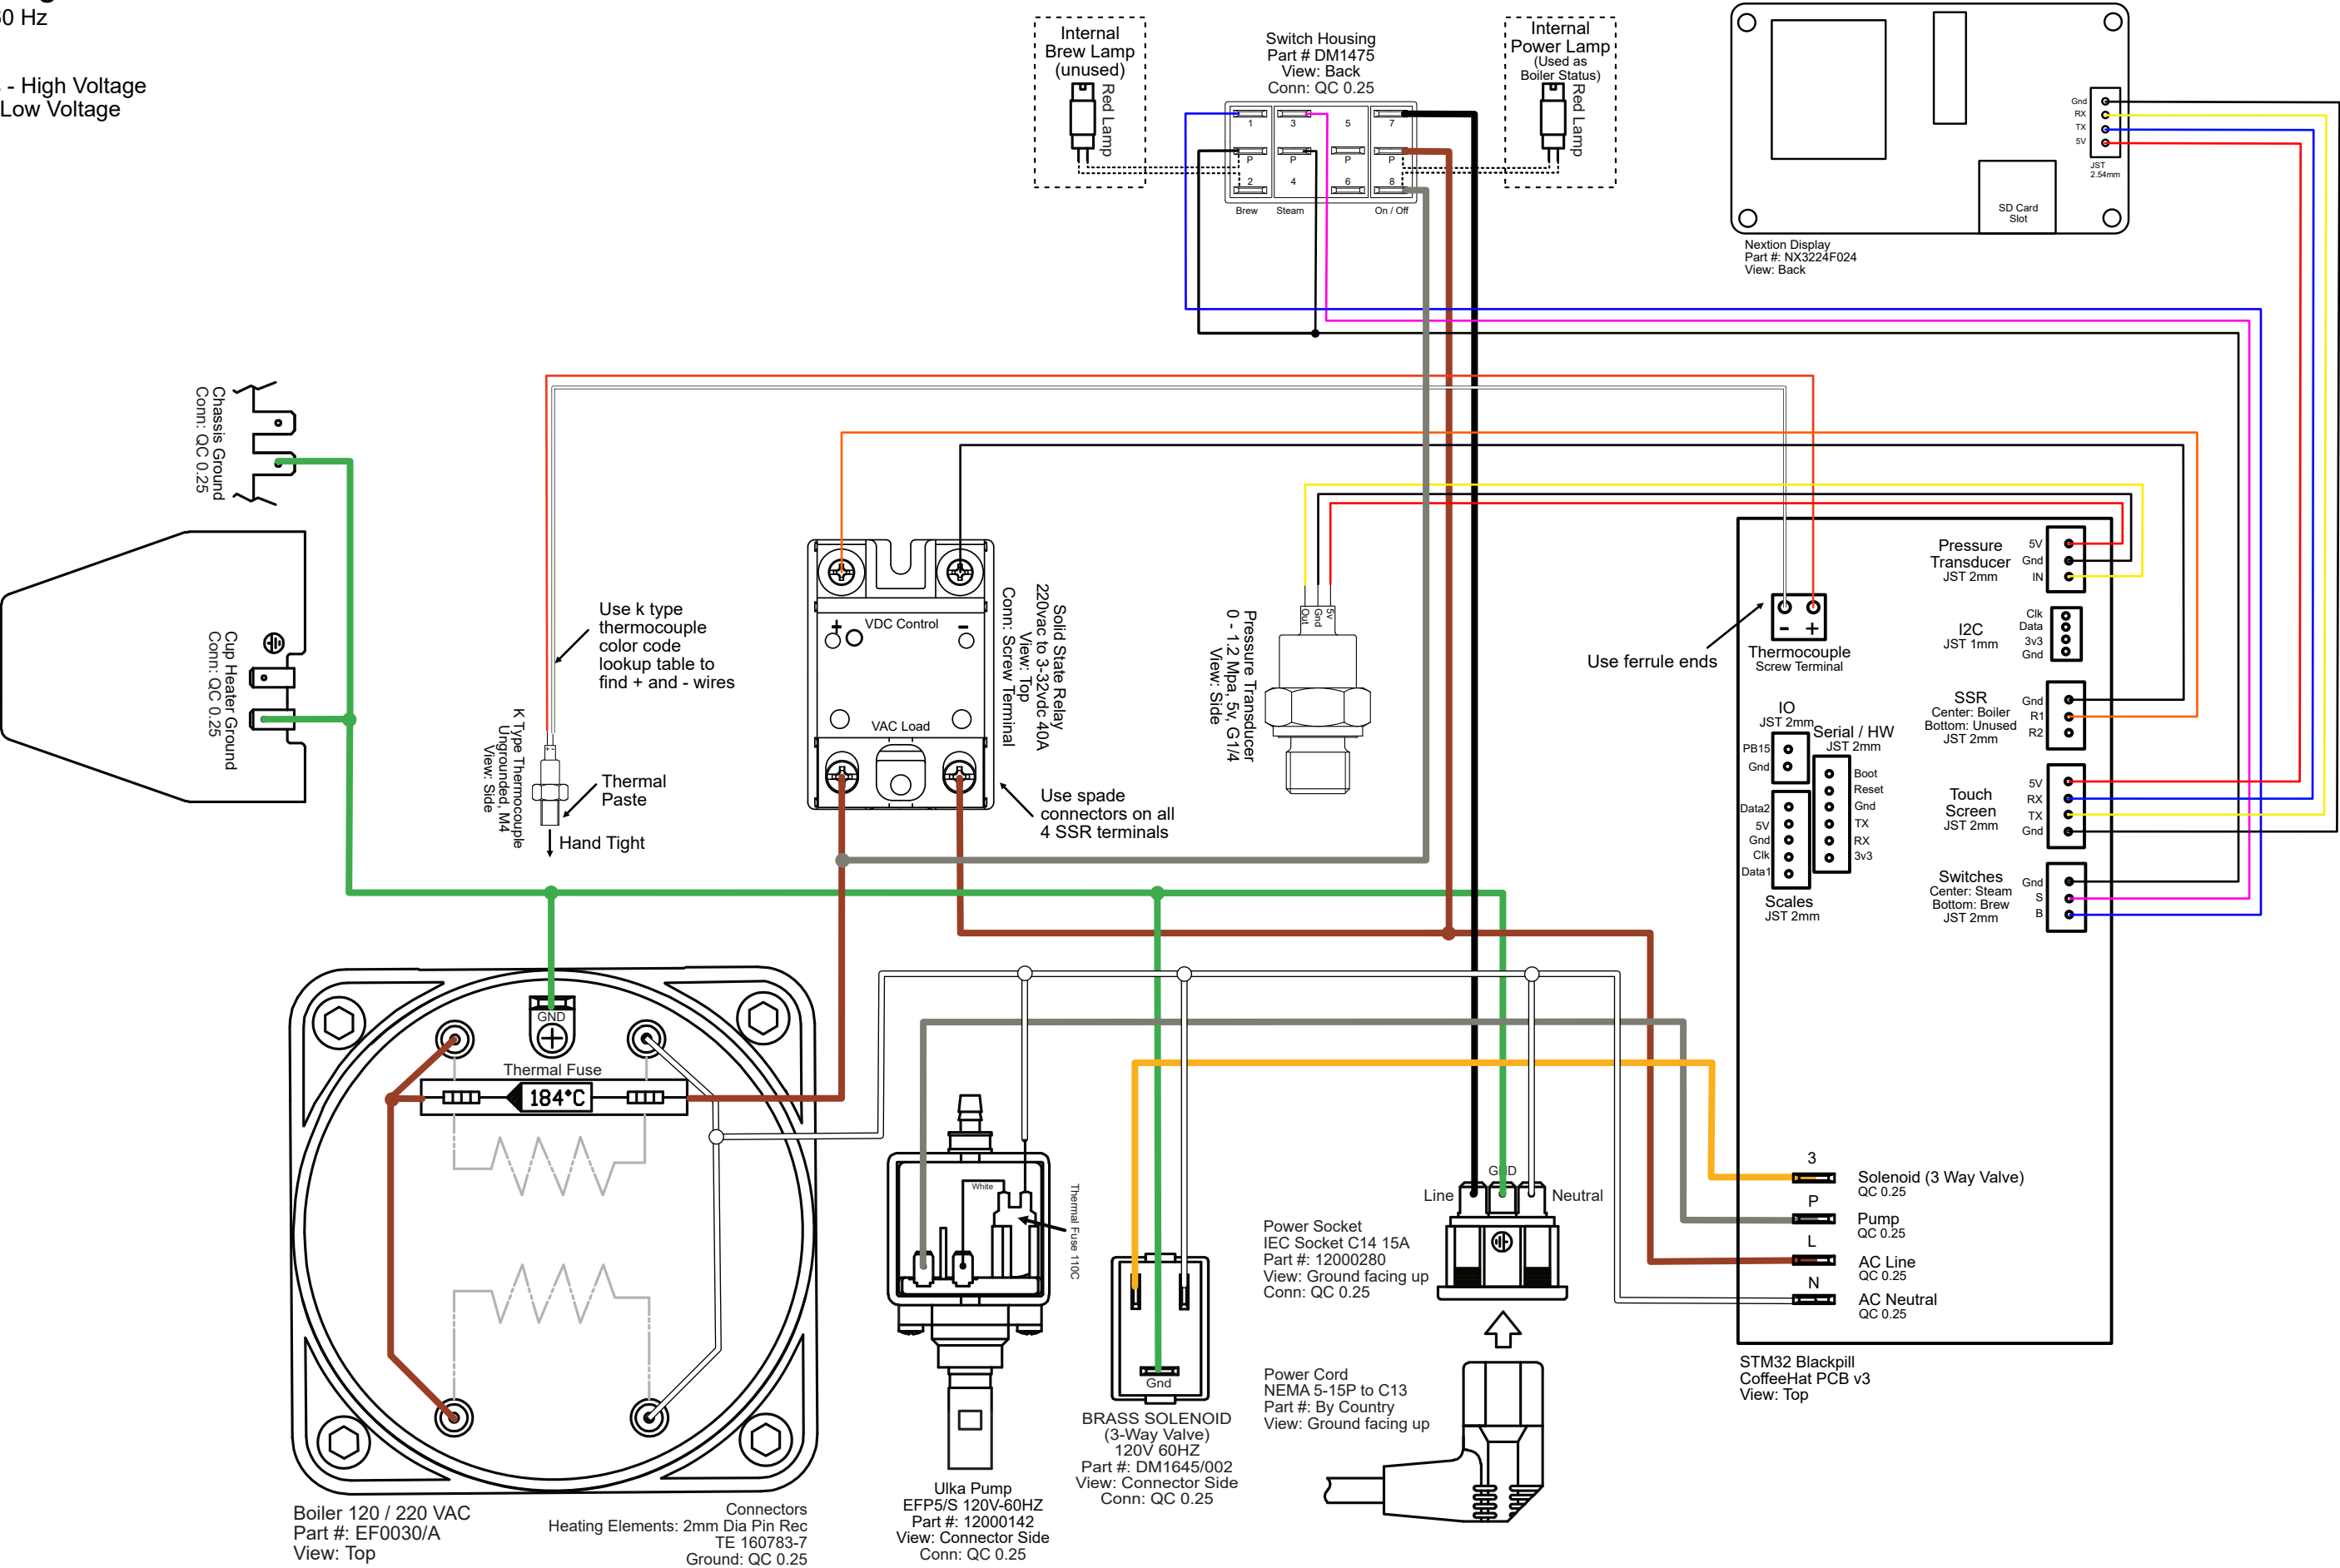 60 Hz
- High Voltage
Low Voltage
Internal
Brew Lamp
(unused)
Red Lamp
Switch Housing
Part # DM1475
View: Back
Conn: QC 0.25
1
3
5
7
P
P
P
P
2
4
6
8
Brew
Steam
On / Off
Internal
Power Lamp
(Used as
Boiler Status)
Red Lamp
Gnd
RX
TX
5V
JST
2.54mm
SD Card
Slot
Nextion Display
Part #: NX3224F024
View: Back
Chassis Ground
Conn: QC 0.25
Cup Heater Ground
Conn: QC 0.25
Use k type
thermocouple
color code
lookup table to
find + and - wires
K Type Thermocouple
Ungrounded, M4
View: Side
+ -
Thermal
Paste
Hand Tight
+
VDC Control
-
VAC Load
Solid State Relay
220vac to 3-32vdc 40A
View: Top
Conn: Screw Terminal
Use spade
connectors on all
4 SSR terminals
Out
Gnd
5v
Pressure Transducer
0 - 1.2 Mpa, 5v, G1/4
View: Side
Use ferrule ends
- +
Thermocouple
Screw Terminal
Pressure
Transducer
JST 2mm
5V
Gnd
IN
I2C
JST 1mm
Clk
Data
3v3
Gnd
SSR
Center: Boiler
Bottom: Unused
JST 2mm
Gnd
R1
R2
IO
JST 2mm
PB15
Gnd
Serial / HW
JST 2mm
Boot
Reset
Gnd
TX
RX
3v3
Data2
5V
Gnd
Clk
Data1
Scales
JST 2mm
Touch
Screen
JST 2mm
5V
RX
TX
Gnd
Switches
Center: Steam
Bottom: Brew
JST 2mm
Gnd
S
B
3
Solenoid (3 Way Valve)
QC 0.25
P
Pump
QC 0.25
L
AC Line
QC 0.25
N
AC Neutral
QC 0.25
STM32 Blackpill
CoffeeHat PCB v3
View: Top
GND
Thermal Fuse
184°C
Boiler 120 / 220 VAC
Part #: EF0030/A
View: Top
Connectors
Heating Elements: 2mm Dia Pin Rec
TE 160783-7
Ground: QC 0.25
White
Thermal Fuse 110C
Ulka Pump
EFP5/S 120V-60HZ
Part #: 12000142
View: Connector Side
Conn: QC 0.25
Gnd
BRASS SOLENOID
(3-Way Valve)
120V 60HZ
Part #: DM1645/002
View: Connector Side
Conn: QC 0.25
Line
GND
Neutral
Power Socket
IEC Socket C14 15A
Part #: 12000280
View: Ground facing up
Conn: QC 0.25
Power Cord
NEMA 5-15P to C13
Part #: By Country
View: Ground facing up